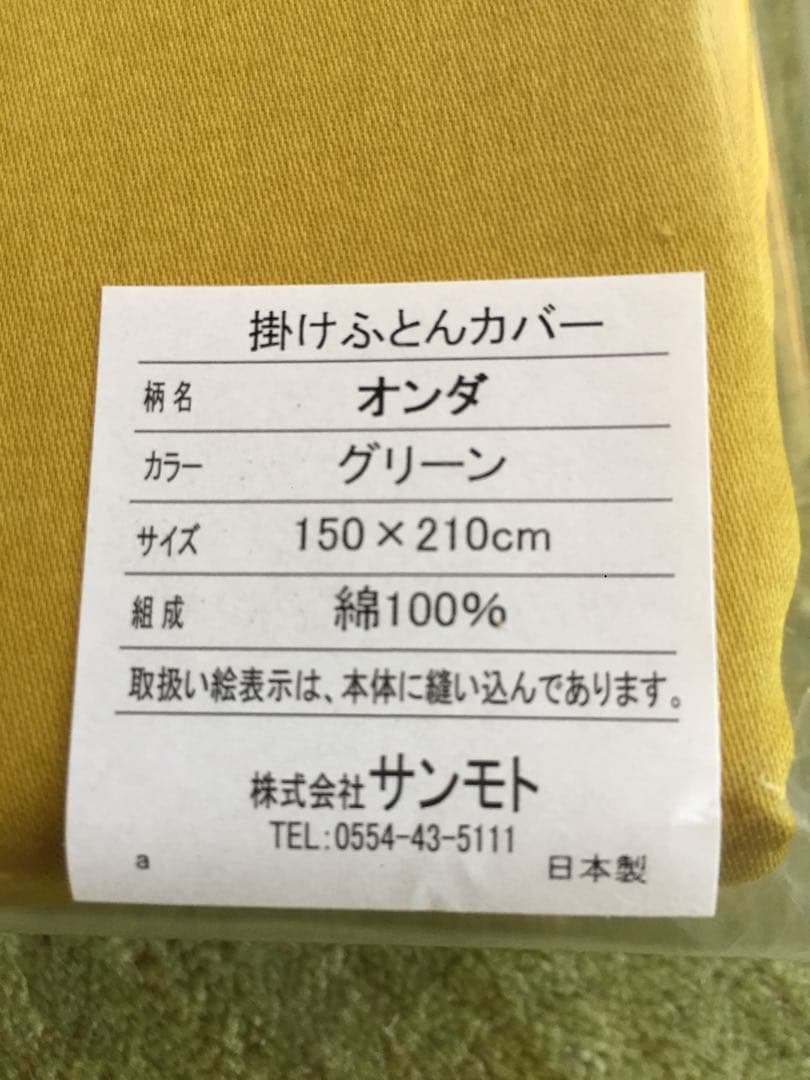 掛けふとんカバー
柄名 オンダ
カラー グリーン
サイズ 150×210cm
組成 綿100%
取扱い絵表示は、本体に縫い込んであります。
株式会社サンモト
TEL:0554-43-5111
a 日本製